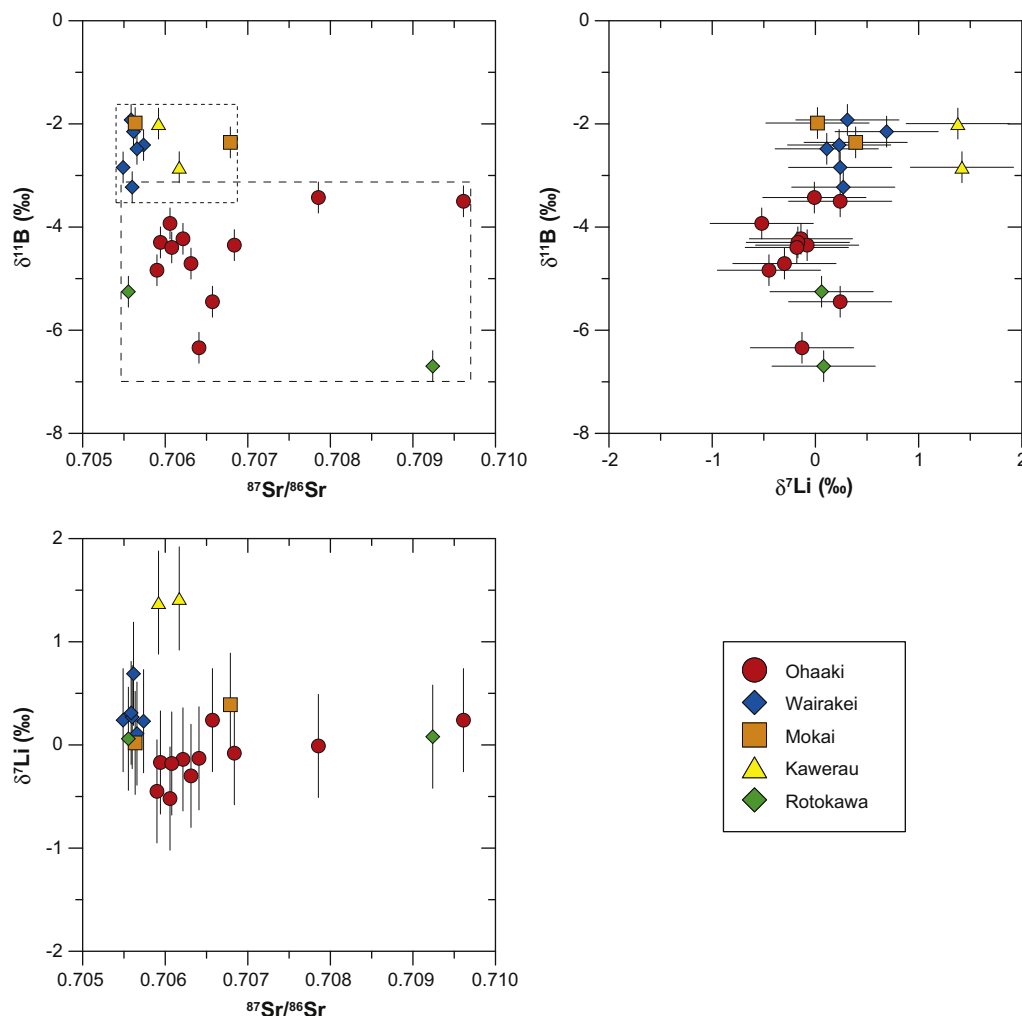 0
-2
-4
-6
-8
δ¹¹B (‰)
0.705 0.706 0.707 0.708 0.709 0.710
⁸⁷Sr/⁸⁶Sr
0
-2
-4
-6
-8
δ¹¹B (‰)
-2 -1 0 1 2
δ⁷Li (‰)
2
1
0
-1
-2
δ⁷Li (‰)
0.705 0.706 0.707 0.708 0.709 0.710
⁸⁷Sr/⁸⁶Sr
Ohaaki
Wairakei
Mokai
Kawerau
Rotokawa